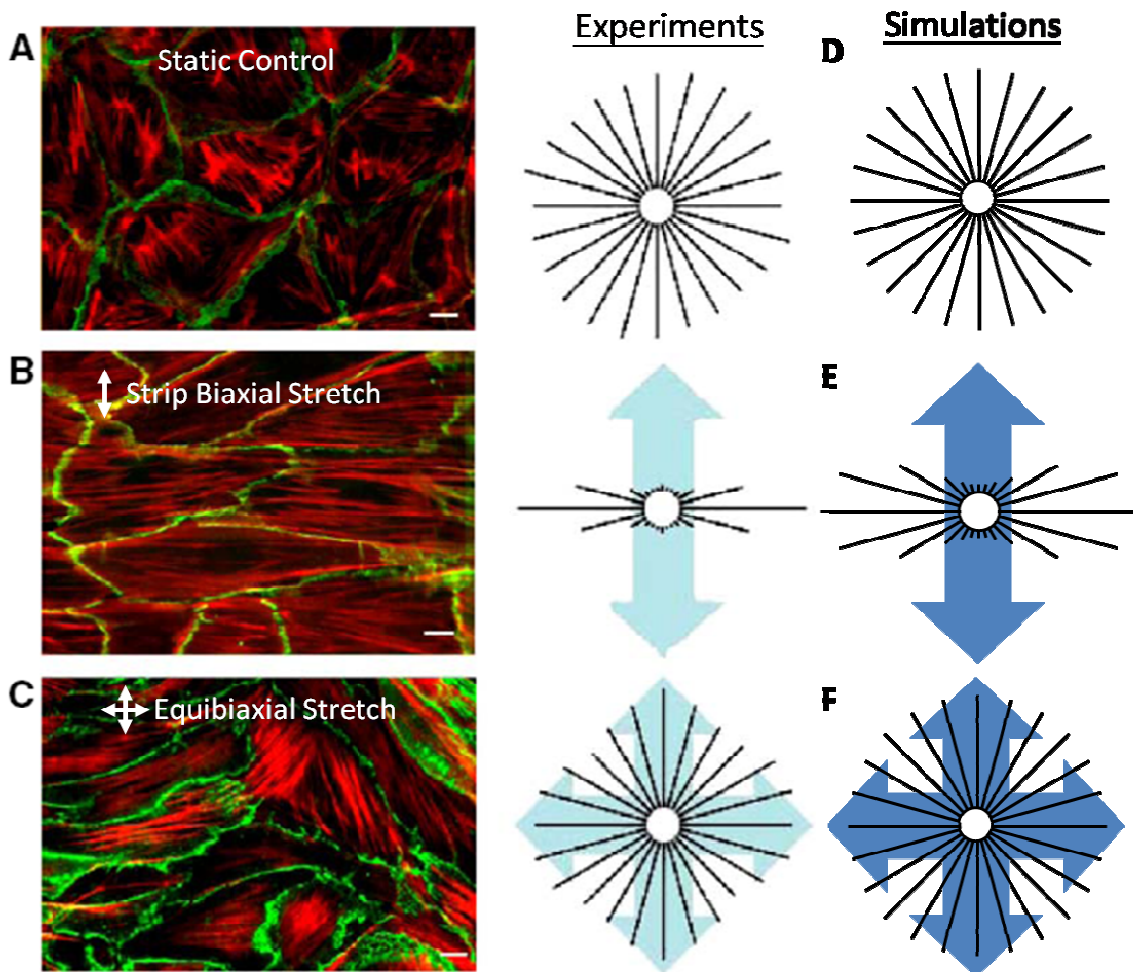 Experiments
Simulations
A
Static Control
D
B
Strip Biaxial Stretch
E
C
Equibiaxial Stretch
F